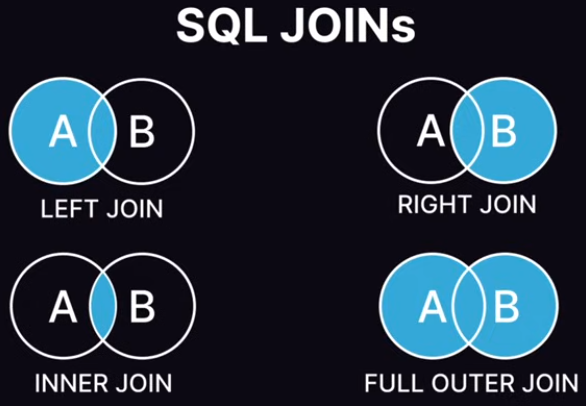 SQL JOINs
A B
LEFT JOIN
A B
RIGHT JOIN
A B
INNER JOIN
A B
FULL OUTER JOIN